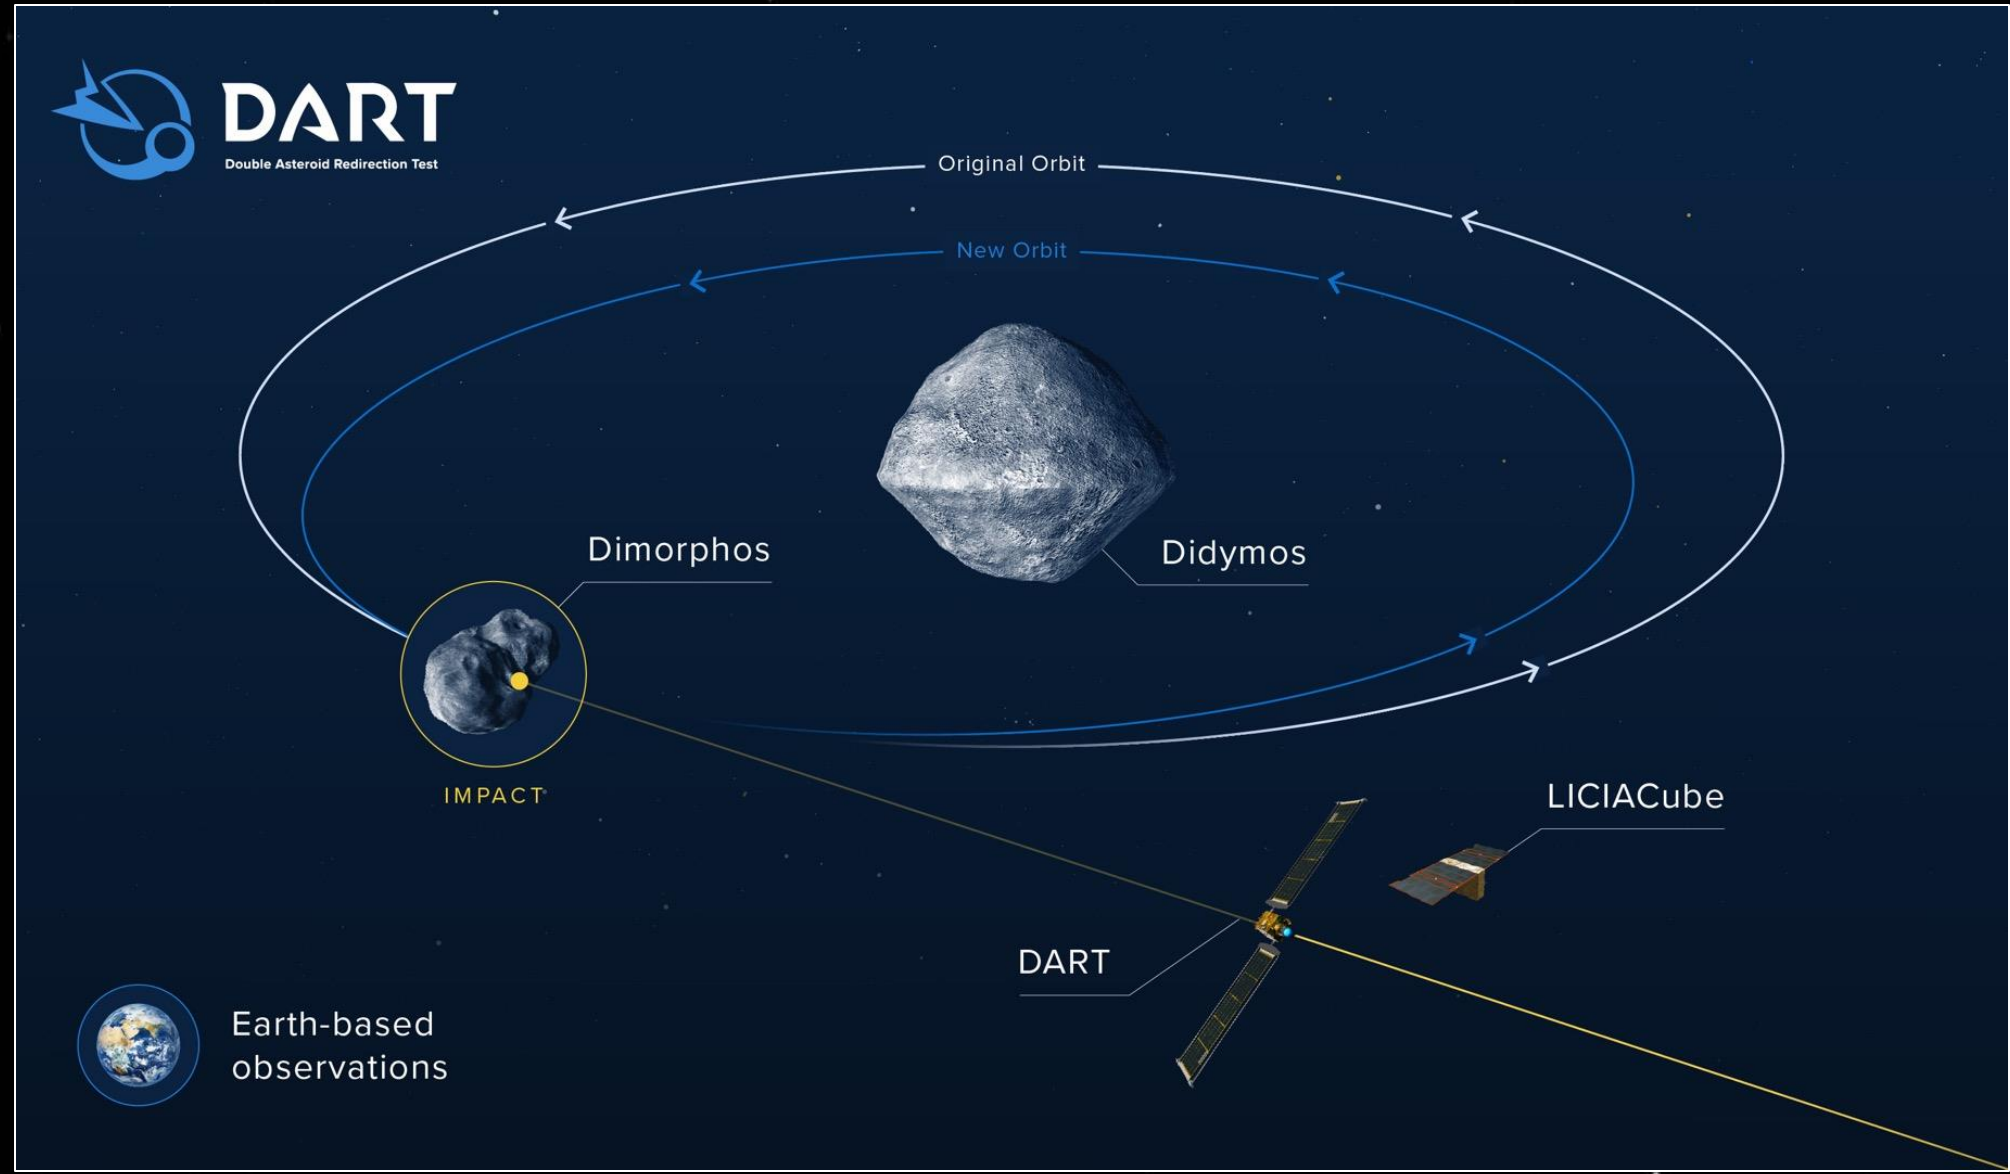 DART
Double Asteroid Redirection Test
Original Orbit
New Orbit
Dimorphos
Didymos
IMPACT
LICIACube
DART
Earth-based
observations